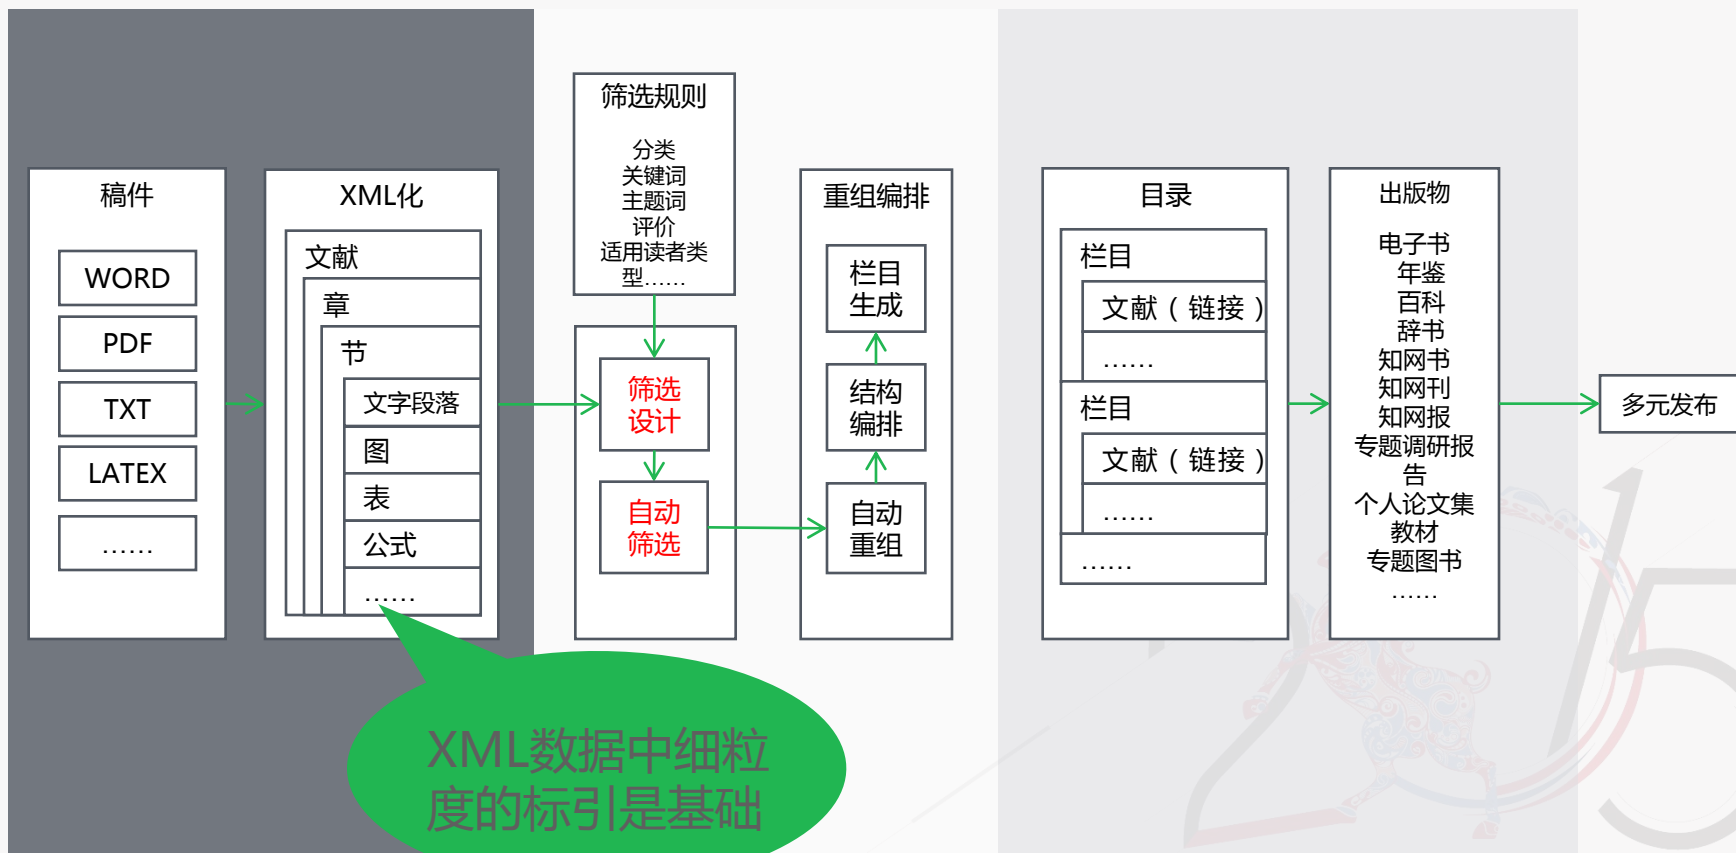 稿件
WORD
PDF
TXT
LATEX
......
XML化
文献
章
节
文字段落
图
表
公式
......
筛选规则
分类
关键词
主题词
评价
适用读者类
型......
筛选
设计
自动
筛选
重组编排
栏目
生成
结构
编排
自动
重组
目录
栏目
文献（链接）
......
栏目
文献（链接）
......
......
出版物
电子书
年鉴
百科
辞书
知网书
知网刊
知网报
专题调研报
告
个人论文集
教材
专题图书
......
多元发布
XML数据中细粒
度的标引是基础
2015